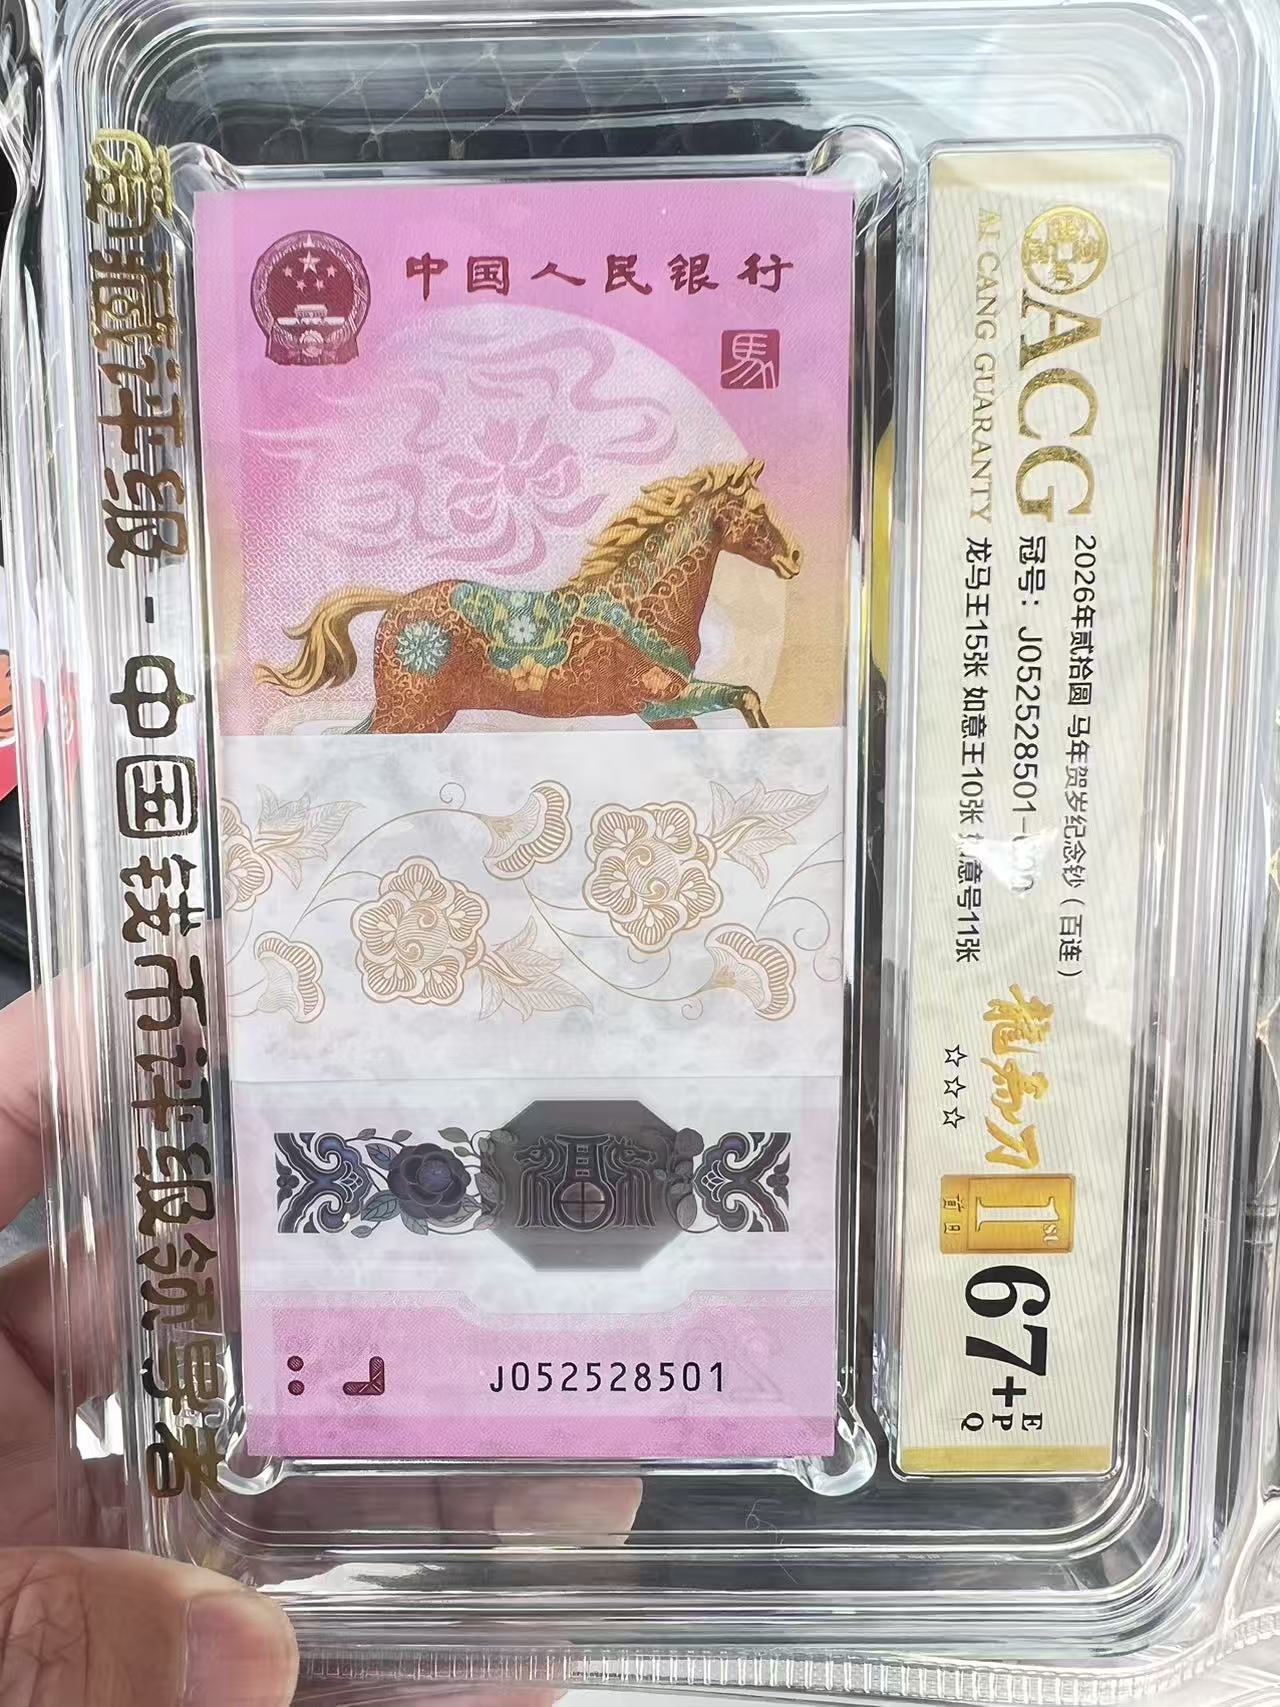 中国人民银行
馬
J052528501
爱藏评级-中国钱币评级领导者
ACG
AI CANG GUARANTY
2026年贰拾圆 马年贺岁纪念钞（百连）
冠号：J052528501-
龙马王15张 如意王10张 意号11张
龍馬刀
☆☆☆
1st
首日
67+
EPQ